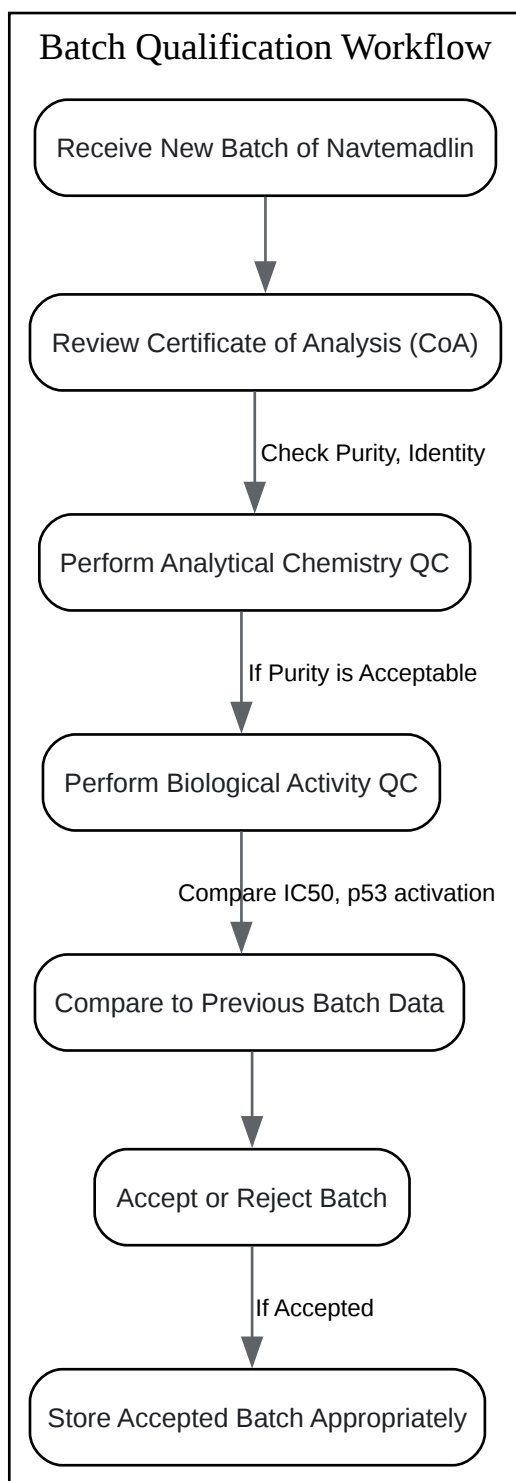 Batch Qualification Workflow
Receive New Batch of Navtemadlin
Review Certificate of Analysis (CoA)
Check Purity, Identity
Perform Analytical Chemistry QC
If Purity is Acceptable
Perform Biological Activity QC
Compare IC50, p53 activation
Compare to Previous Batch Data
Accept or Reject Batch
If Accepted
Store Accepted Batch Appropriately